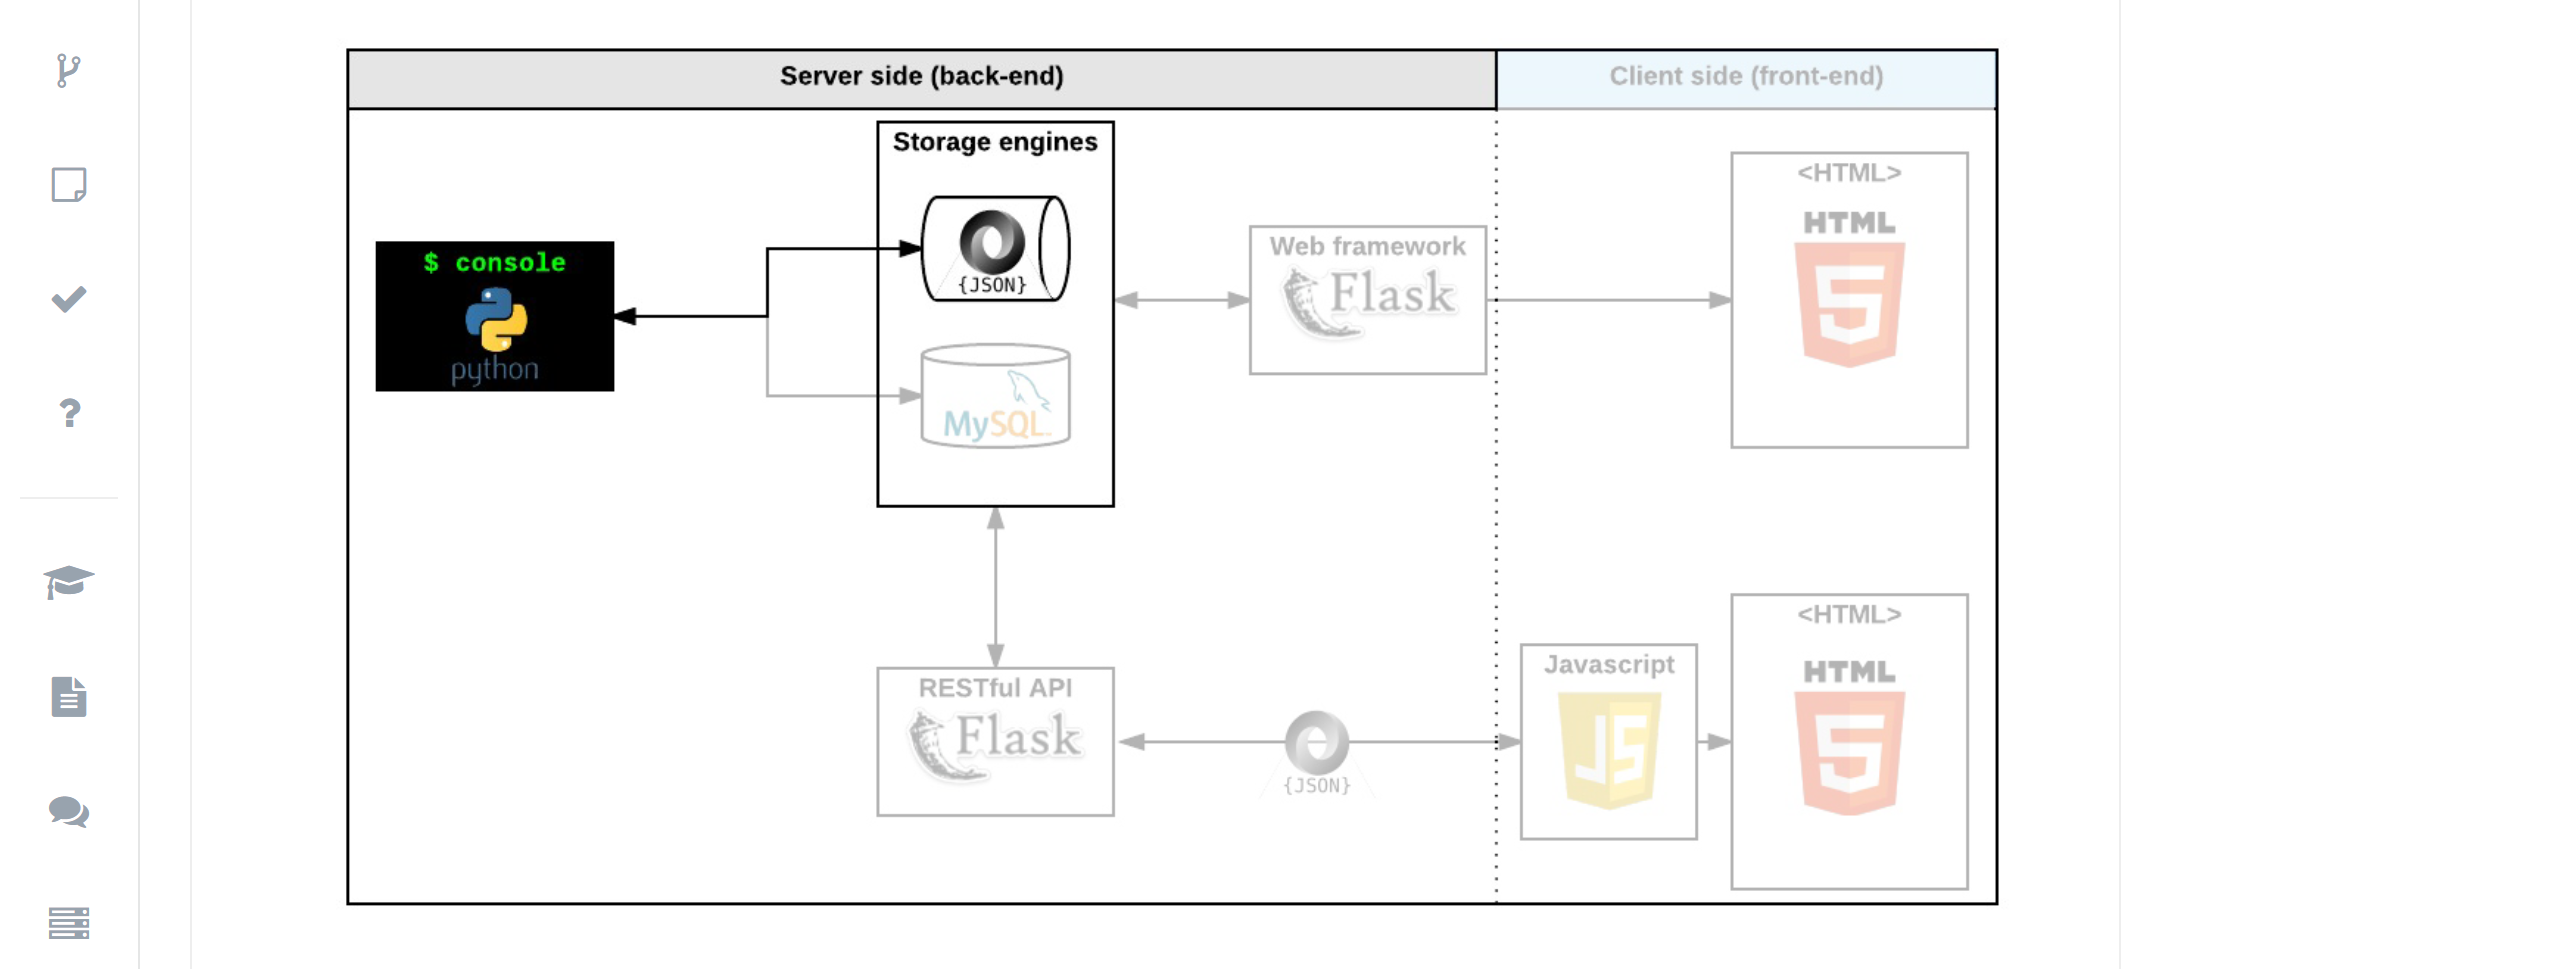 Server side (back-end)
Client side (front-end)
Storage engines
<HTML>
HTML
5
Web framework
Flask
$ console
python
{JSON}
MySQL
RESTful API
Flask
{JSON}
Javascript
JS
<HTML>
HTML
5